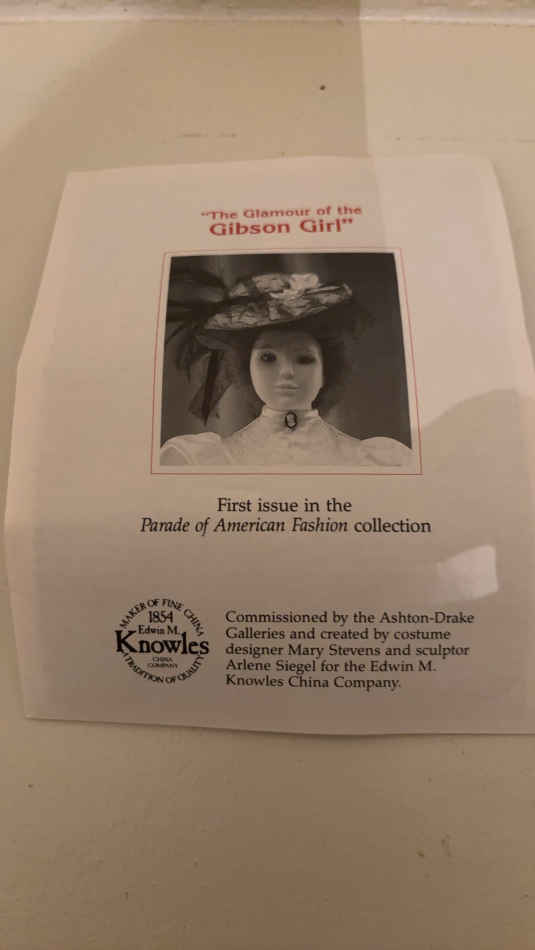 "The Glamour of the
Gibson Girl"
First issue in the
Parade of American Fashion collection
MAKER OF FINE CHINA
1854
Edwin M.
Knowles
CHINA
COMPANY
TRADITION OF QUALITY
Commissioned by the Ashton-Drake
Galleries and created by costume
designer Mary Stevens and sculptor
Arlene Siegel for the Edwin M.
Knowles China Company.